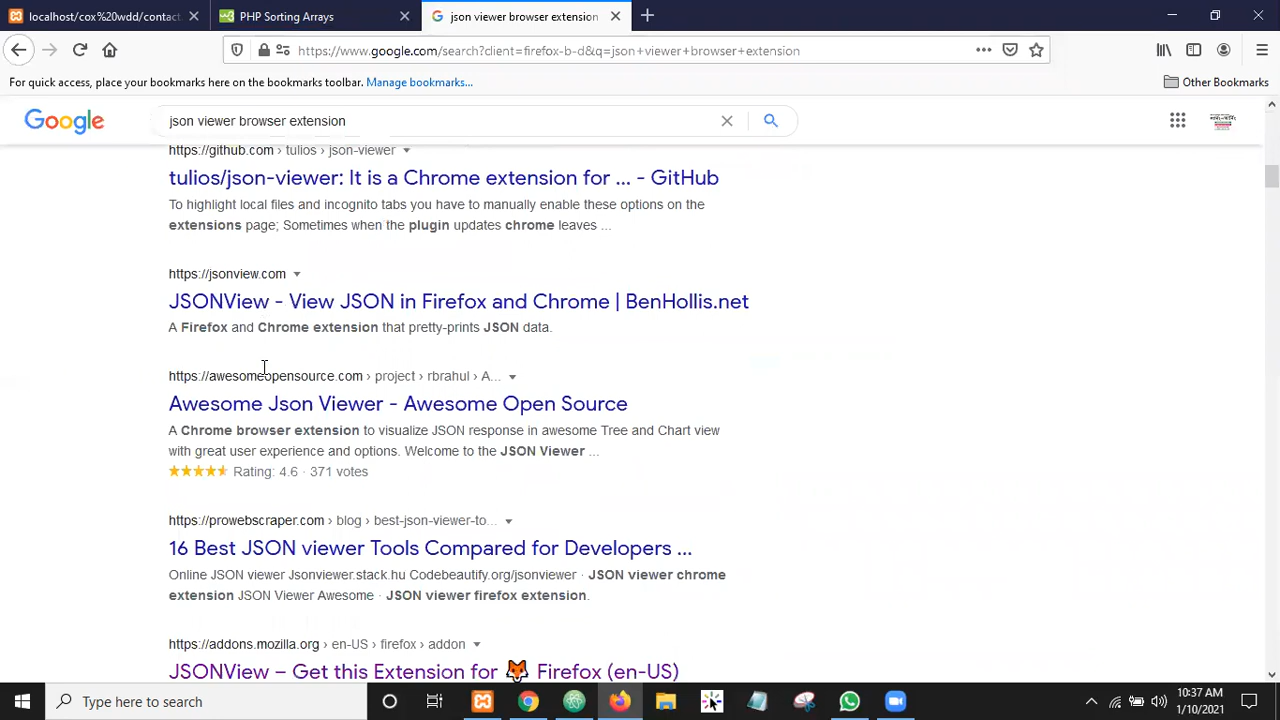 localhost/cox%20wdd/contact.
PHP Sorting Arrays
json viewer browser extension
https://www.google.com/search?client=firefox-b-d&q=json+viewer+browser+extension
For quick access, place your bookmarks here on the bookmarks toolbar. Manage bookmarks...
Other Bookmarks
Google
json viewer browser extension
https://github.com › tulios › json-viewer
tulios/json-viewer: It is a Chrome extension for ... - GitHub
To highlight local files and incognito tabs you have to manually enable these options on the
extensions page; Sometimes when the plugin updates chrome leaves ...
https://jsonview.com
JSONView - View JSON in Firefox and Chrome | BenHollis.net
A Firefox and Chrome extension that pretty-prints JSON data.
https://awesomeopensource.com › project › rbrahul › A...
Awesome Json Viewer - Awesome Open Source
A Chrome browser extension to visualize JSON response in awesome Tree and Chart view
with great user experience and options. Welcome to the JSON Viewer ...
Rating: 4.6 · 371 votes
https://prowebscraper.com › blog › best-json-viewer-to...
16 Best JSON viewer Tools Compared for Developers ...
Online JSON viewer Jsonviewer.stack.hu Codebeautify.org/jsonviewer · JSON viewer chrome
extension JSON Viewer Awesome · JSON viewer firefox extension.
https://addons.mozilla.org › en-US › firefox › addon
JSONView – Get this Extension for 🦊 Firefox (en-US)
Type here to search
10:37 AM
1/10/2021